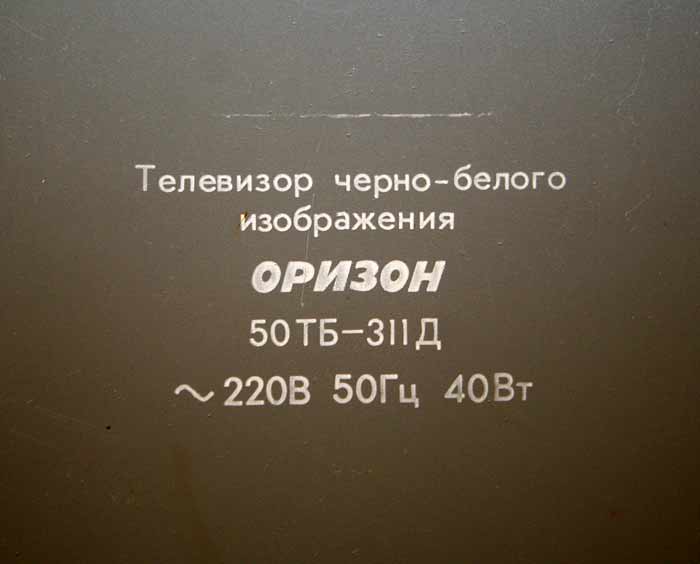 Телевизор черно-белого
изображения
ОРИЗОН
50ТБ-311Д
~220В 50Гц 40Вт